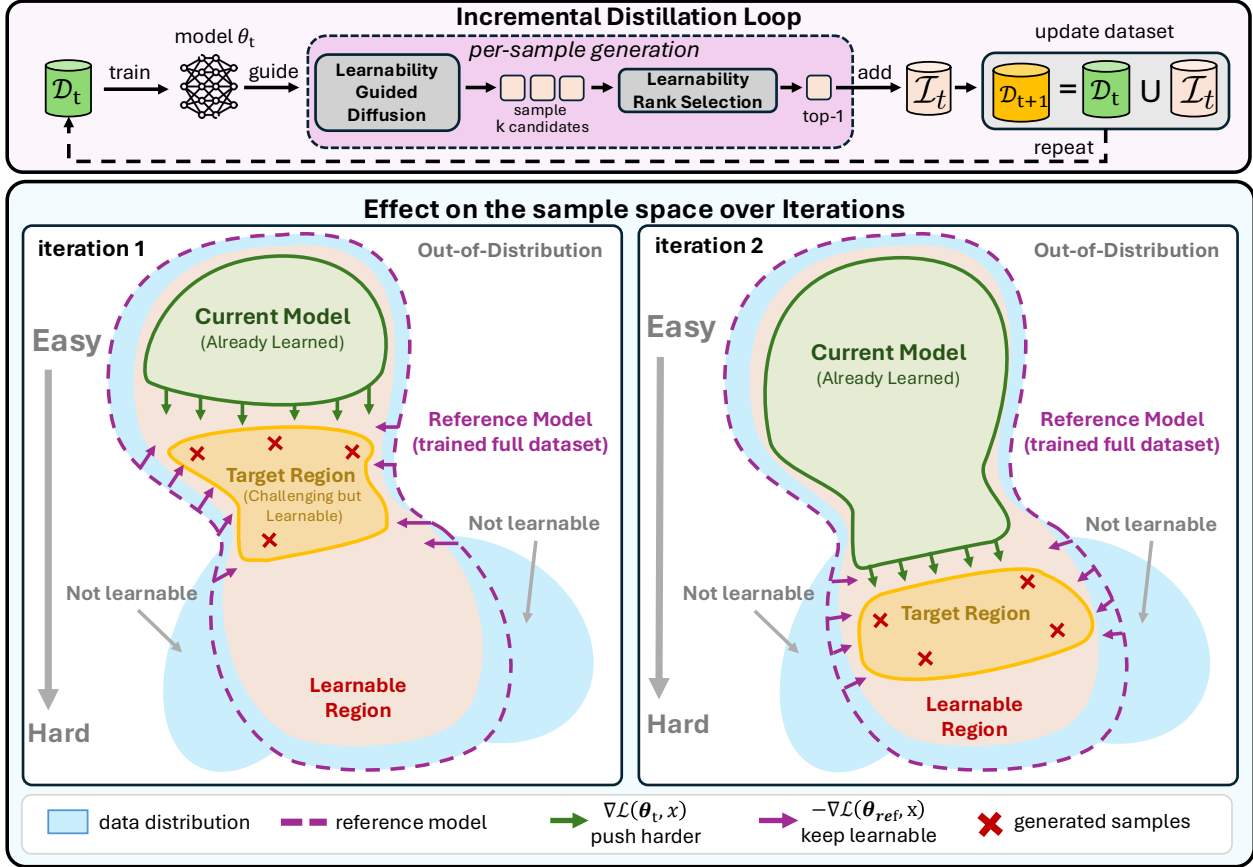 Incremental Distillation Loop
model θt
per-sample generation
update dataset
𝒟t
train
guide
Learnability
Guided
Diffusion
sample
k candidates
Learnability
Rank Selection
top-1
add
ℐt
𝒟t+1 = 𝒟t ∪ ℐt
repeat
Effect on the sample space over Iterations
iteration 1
Out-of-Distribution
Easy
Current Model
(Already Learned)
Reference Model
(trained full dataset)
Target Region
(Challenging but
Learnable)
Not learnable
Not learnable
Learnable
Region
Hard
iteration 2
Out-of-Distribution
Easy
Current Model
(Already Learned)
Reference Model
(trained full dataset)
Not learnable
Not learnable
Target Region
Learnable
Region
Hard
data distribution
reference model
∇ℒ(θt, x)
push harder
−∇ℒ(θref, x)
keep learnable
generated samples